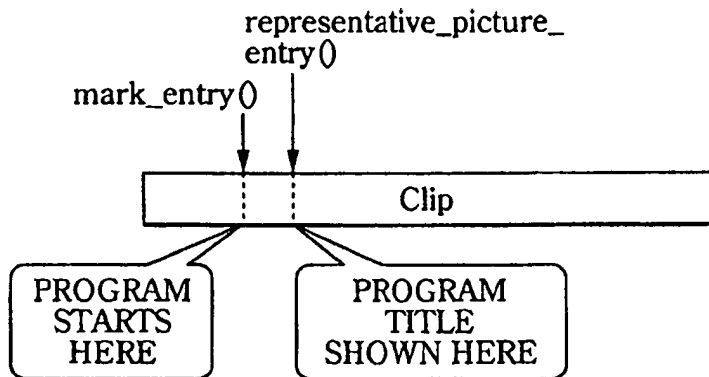 representative_picture_
entry()
mark_entry()
Clip
PROGRAM
STARTS
HERE
PROGRAM
TITLE
SHOWN HERE